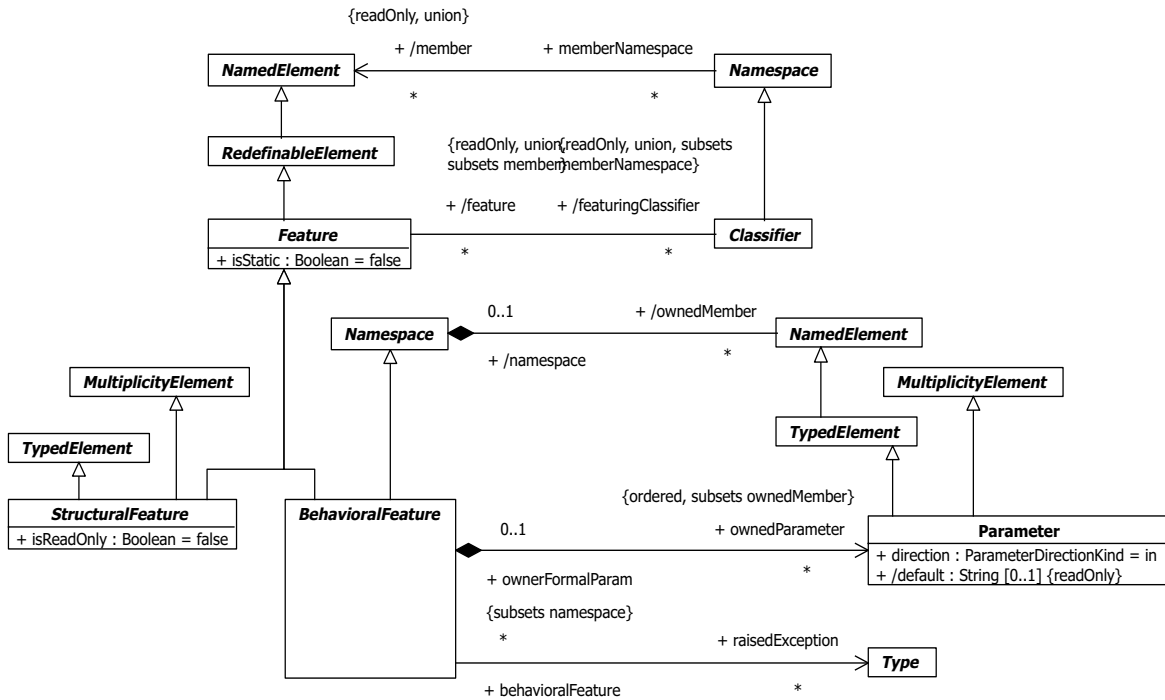 {readOnly, union}
+ /member
+ memberNamespace
NamedElement
Namespace
*
*
RedefinableElement
{readOnly, union,
subsets member}
{readOnly, union, subsets
memberNamespace}
+ /feature
+ /featuringClassifier
Feature
+ isStatic : Boolean = false
Classifier
*
*
0..1
+ /ownedMember
Namespace
NamedElement
+ /namespace
*
MultiplicityElement
MultiplicityElement
TypedElement
TypedElement
{ordered, subsets ownedMember}
StructuralFeature
+ isReadOnly : Boolean = false
BehavioralFeature
0..1
+ ownedParameter
Parameter
+ direction : ParameterDirectionKind = in
+ /default : String [0..1] {readOnly}
+ ownerFormalParam
*
{subsets namespace}
*
+ raisedException
Type
+ behavioralFeature
*